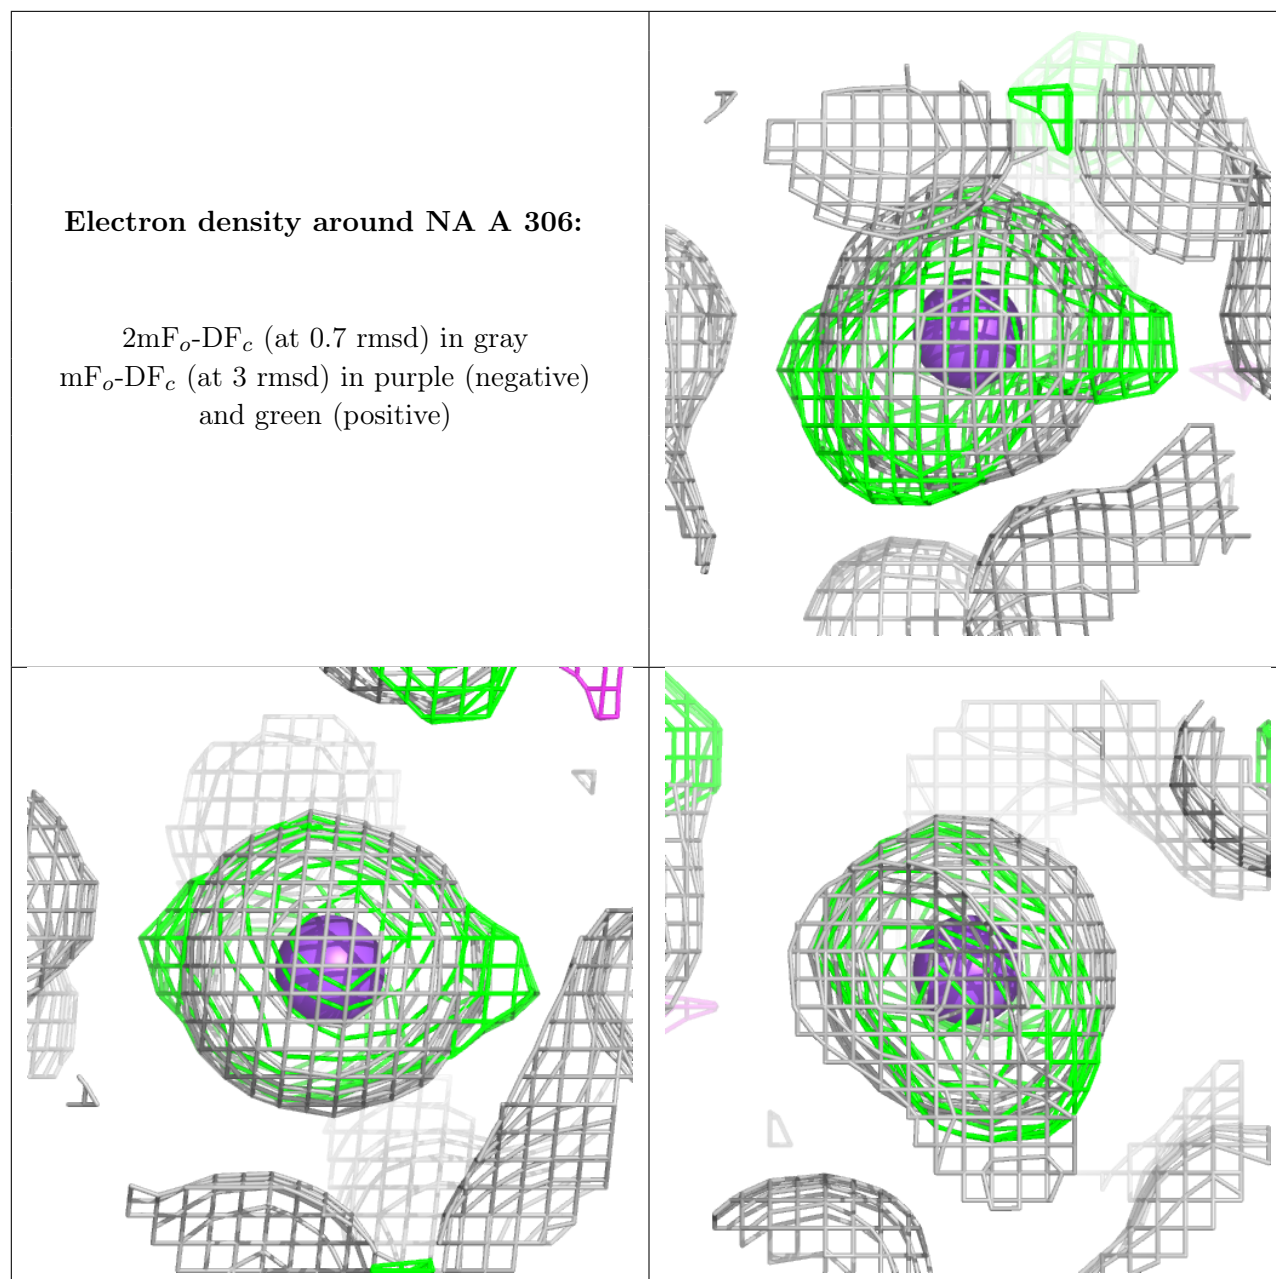 Electron density around NA A 306:
2mFₒ-DF𝒸 (at 0.7 rmsd) in gray
mFₒ-DF𝒸 (at 3 rmsd) in purple (negative)
and green (positive)